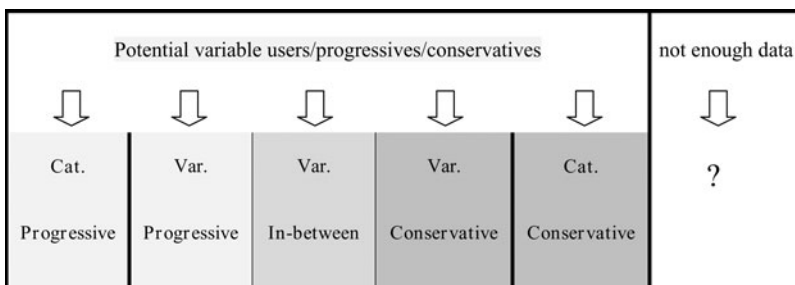 Potential variable users/progressives/conservatives
not enough data
Cat.
Progressive
Var.
Progressive
Var.
In-between
Var.
Conservative
Cat.
Conservative
?